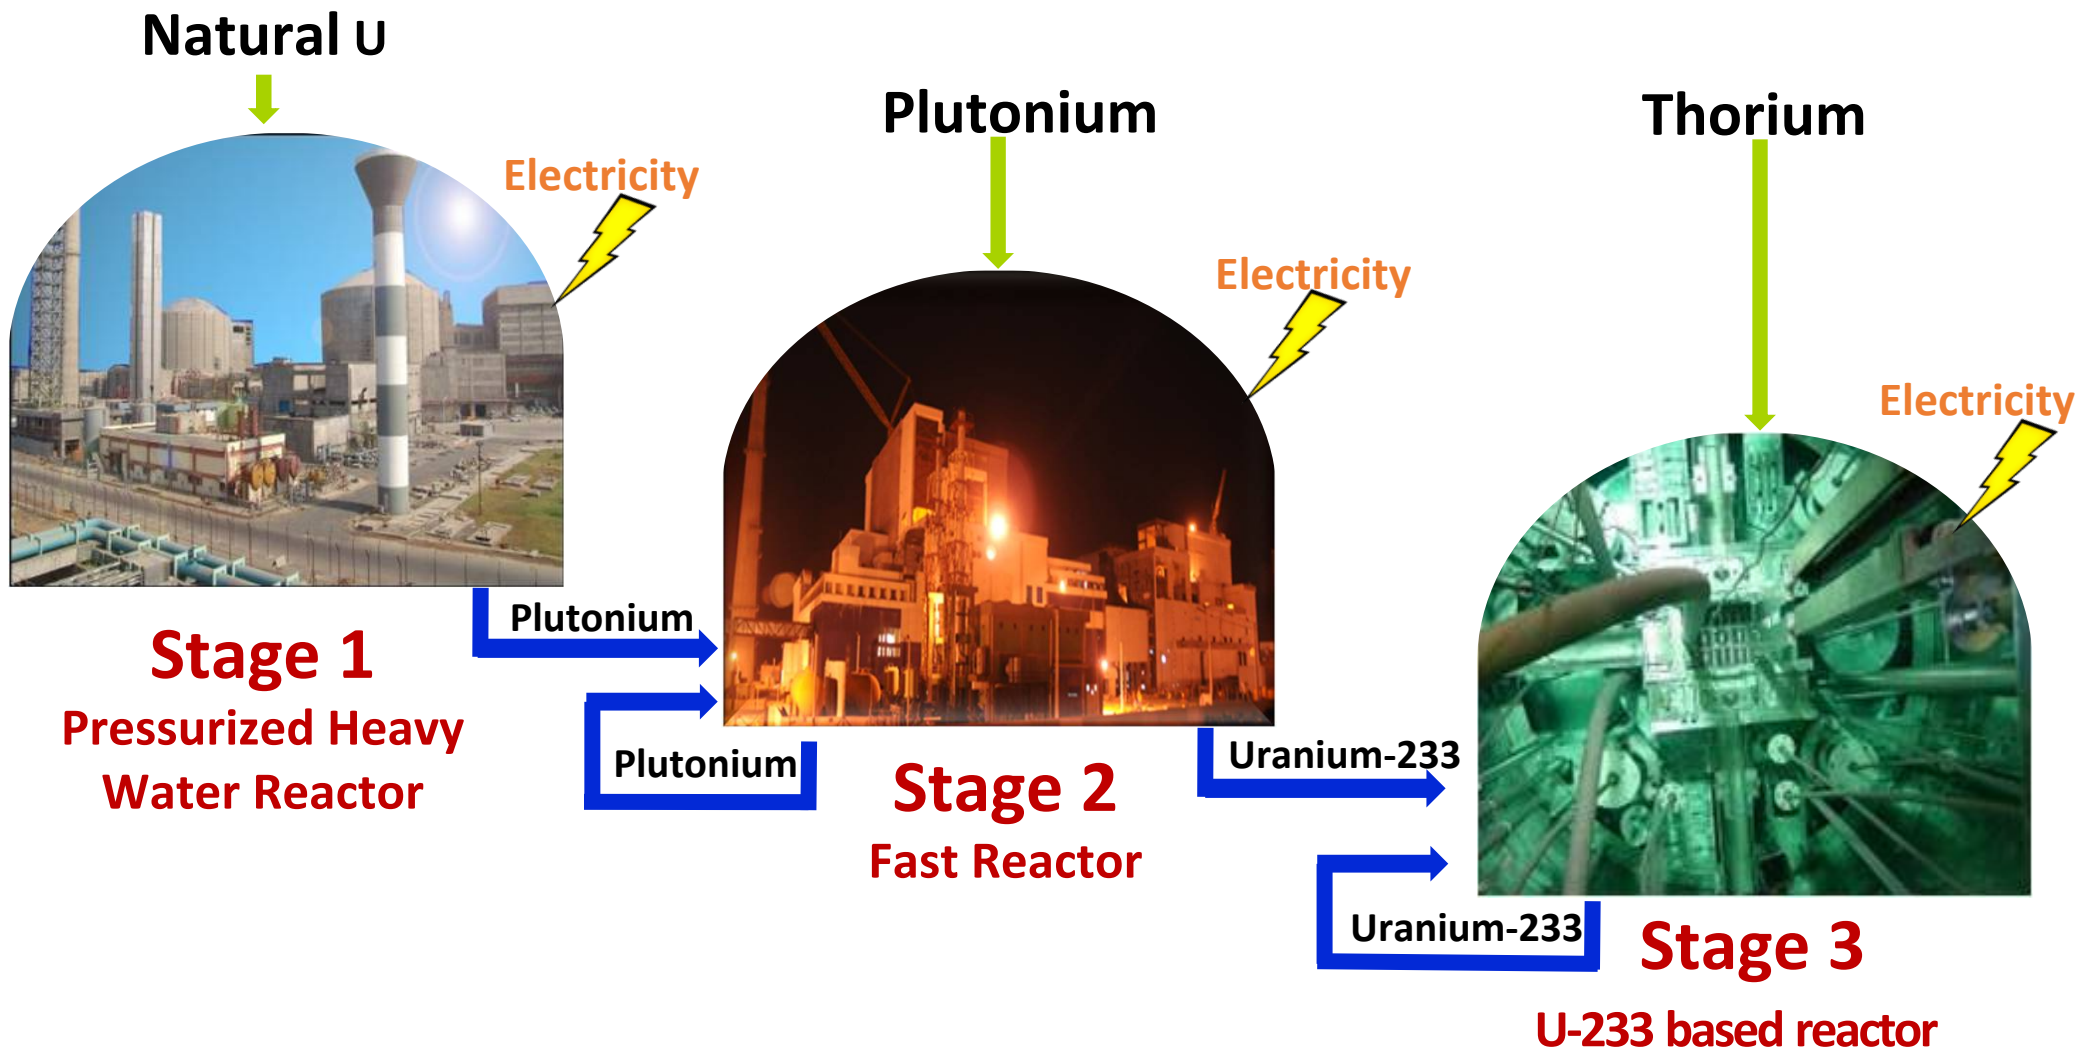 Natural U
Electricity
Plutonium
Stage 1
Pressurized Heavy
Water Reactor
Plutonium
Electricity
Plutonium
Stage 2
Fast Reactor
Uranium-233
Thorium
Electricity
Uranium-233
Stage 3
U-233 based reactor